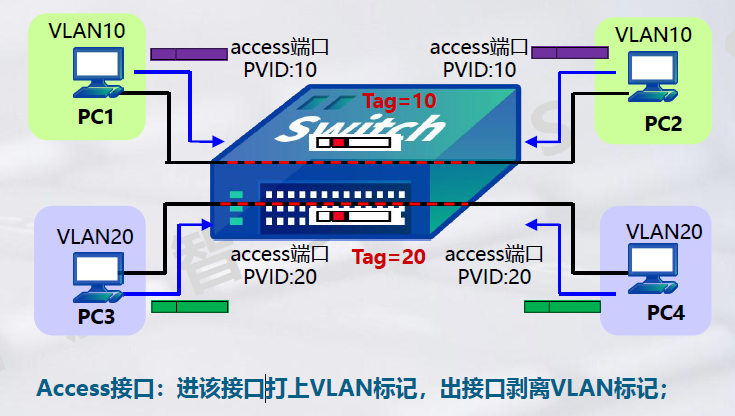 VLAN10
access端口
PVID:10
access端口
PVID:10
VLAN10
PC1
Tag=10
PC2
Switch
VLAN20
access端口
PVID:20
Tag=20
access端口
PVID:20
VLAN20
PC3
PC4
Access接口：进该接口打上VLAN标记，出接口剥离VLAN标记；